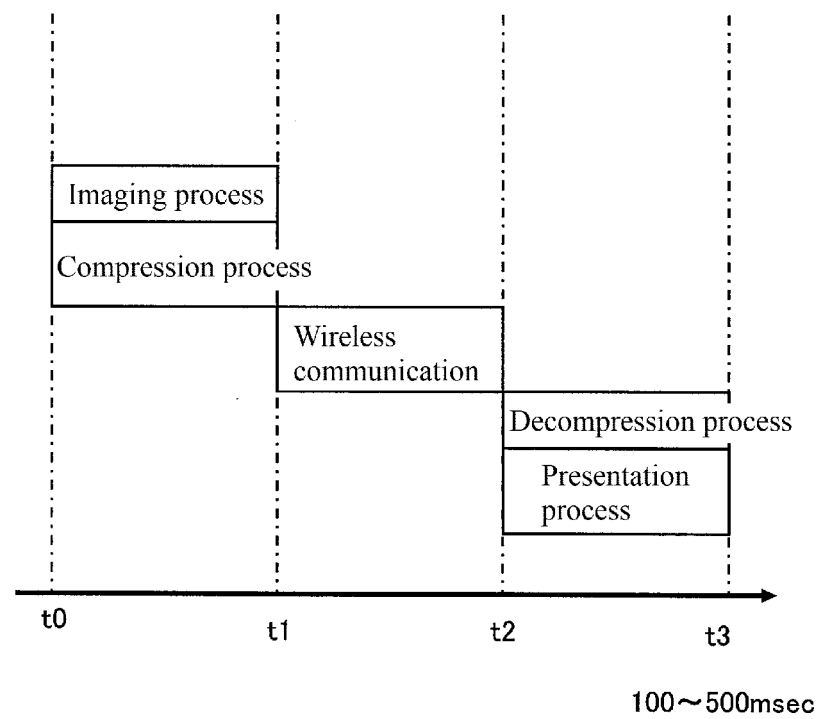 Imaging process
Compression process
Wireless
communication
Decompression process
Presentation
process
t0
t1
t2
t3
100～500msec